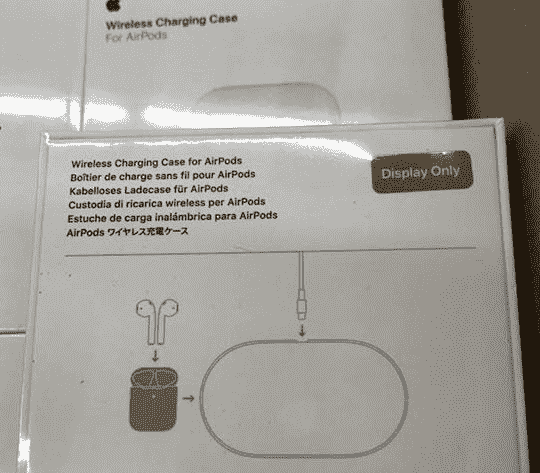 Wireless Charging Case
For AirPods
Wireless Charging Case for AirPods
Display Only
Boîtier de charge sans fil pour AirPods
Kabelloses Ladecase für AirPods
Custodia di ricarica wireless per AirPods
Estuche de carga inalámbrica para AirPods
AirPods ワイヤレス充電ケース